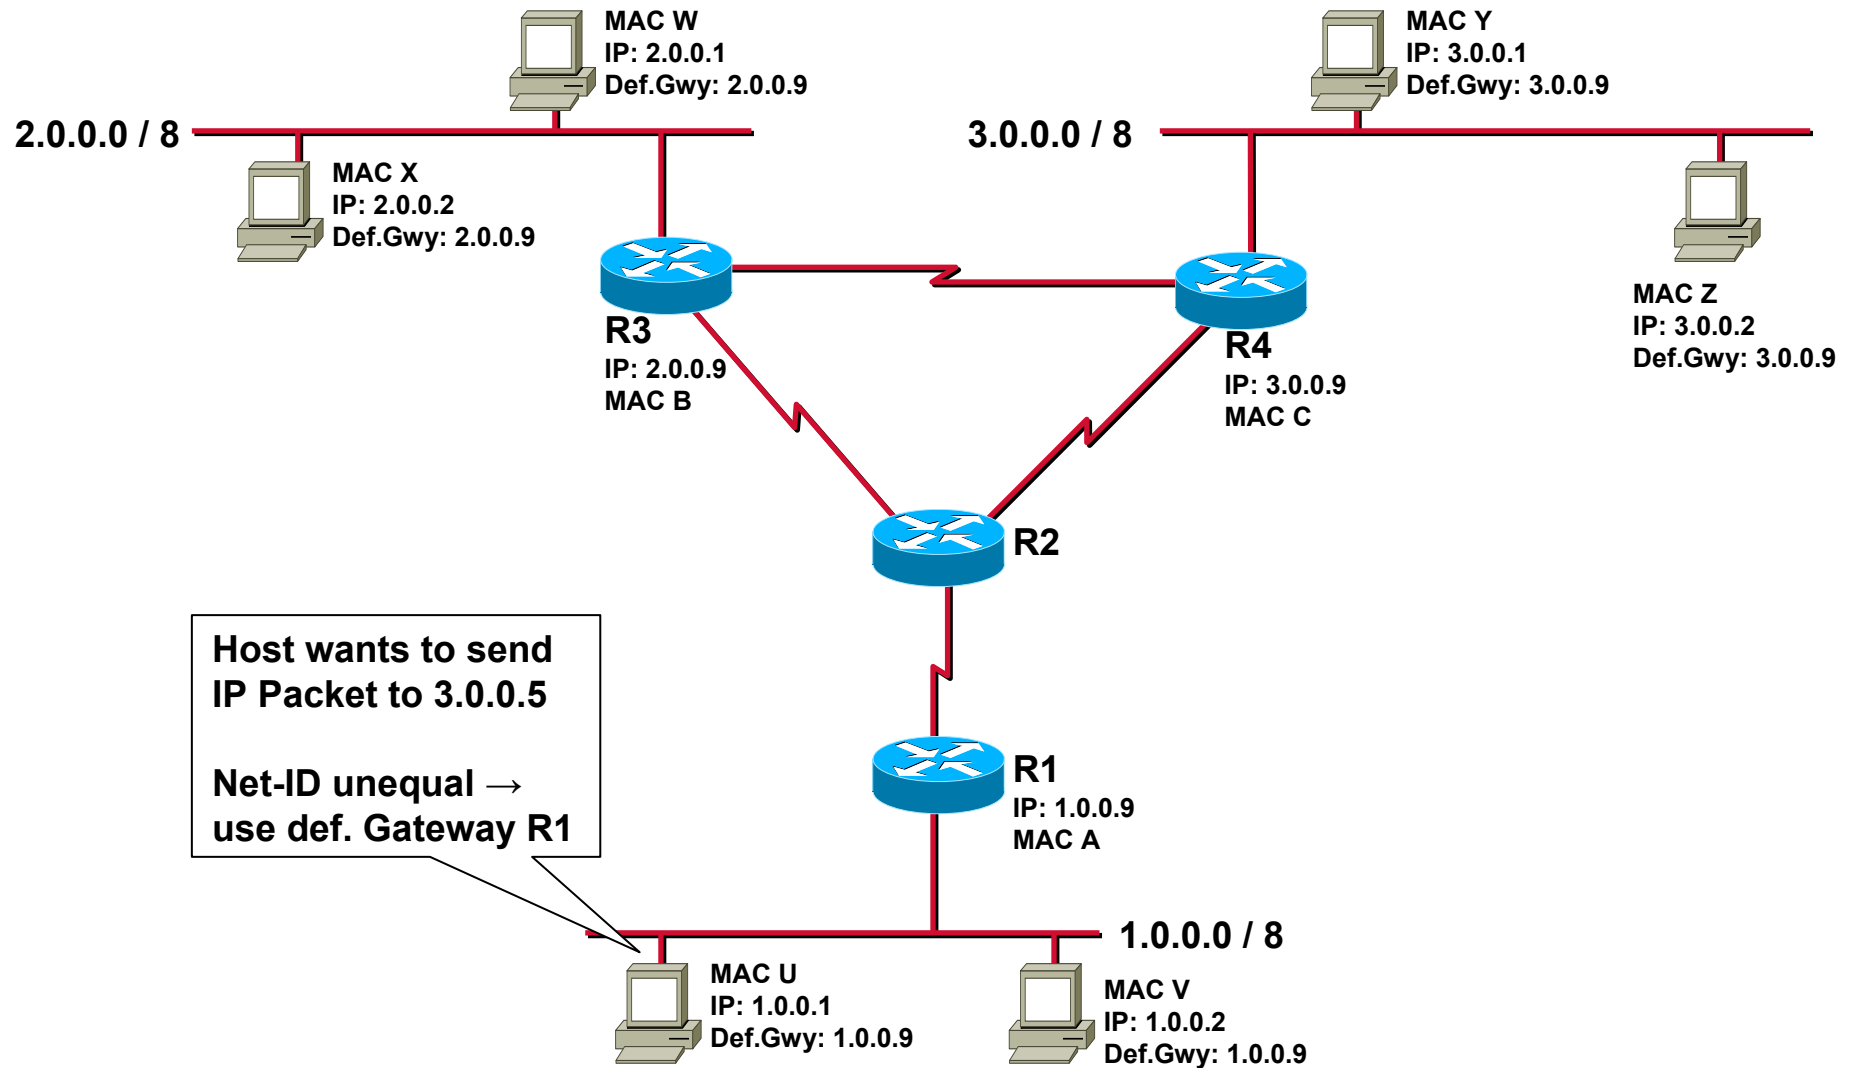 MAC W
IP: 2.0.0.1
Def.Gwy: 2.0.0.9
MAC Y
IP: 3.0.0.1
Def.Gwy: 3.0.0.9
2.0.0.0 / 8
3.0.0.0 / 8
MAC X
IP: 2.0.0.2
Def.Gwy: 2.0.0.9
MAC Z
IP: 3.0.0.2
Def.Gwy: 3.0.0.9
R3
IP: 2.0.0.9
MAC B
R4
IP: 3.0.0.9
MAC C
R2
Host wants to send
IP Packet to 3.0.0.5
Net-ID unequal →
use def. Gateway R1
R1
IP: 1.0.0.9
MAC A
1.0.0.0 / 8
MAC U
IP: 1.0.0.1
Def.Gwy: 1.0.0.9
MAC V
IP: 1.0.0.2
Def.Gwy: 1.0.0.9